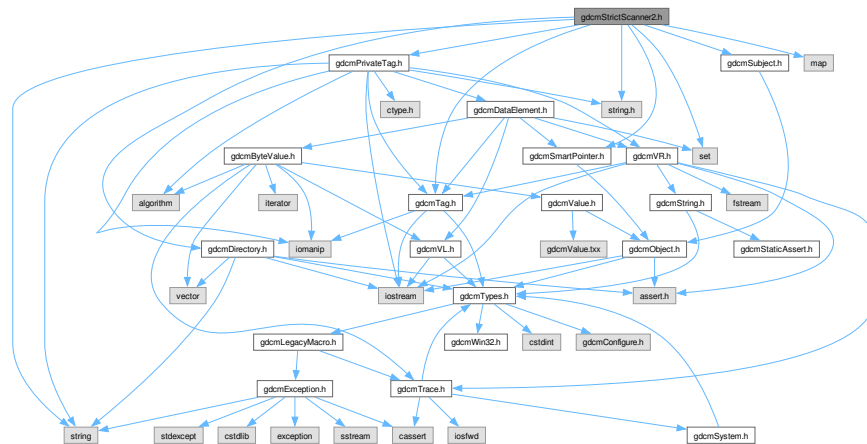 gdcmStrictScanner2.h
gdcmPrivateTag.h
gdcmSubject.h
map
ctype.h
gdcmDataElement.h
string.h
gdcmByteValue.h
gdcmSmartPointer.h
gdcmVR.h
set
algorithm
iterator
gdcmTag.h
gdcmValue.h
gdcmString.h
fstream
gdcmDirectory.h
iomanip
gdcmVL.h
gdcmValue.txx
gdcmObject.h
gdcmStaticAssert.h
vector
iostream
gdcmTypes.h
assert.h
gdcmLegacyMacro.h
gdcmWin32.h
cstdint
gdcmConfigure.h
gdcmException.h
gdcmTrace.h
string
stdexcept
cstdlib
exception
sstream
cassert
iosfwd
gdcmSystem.h